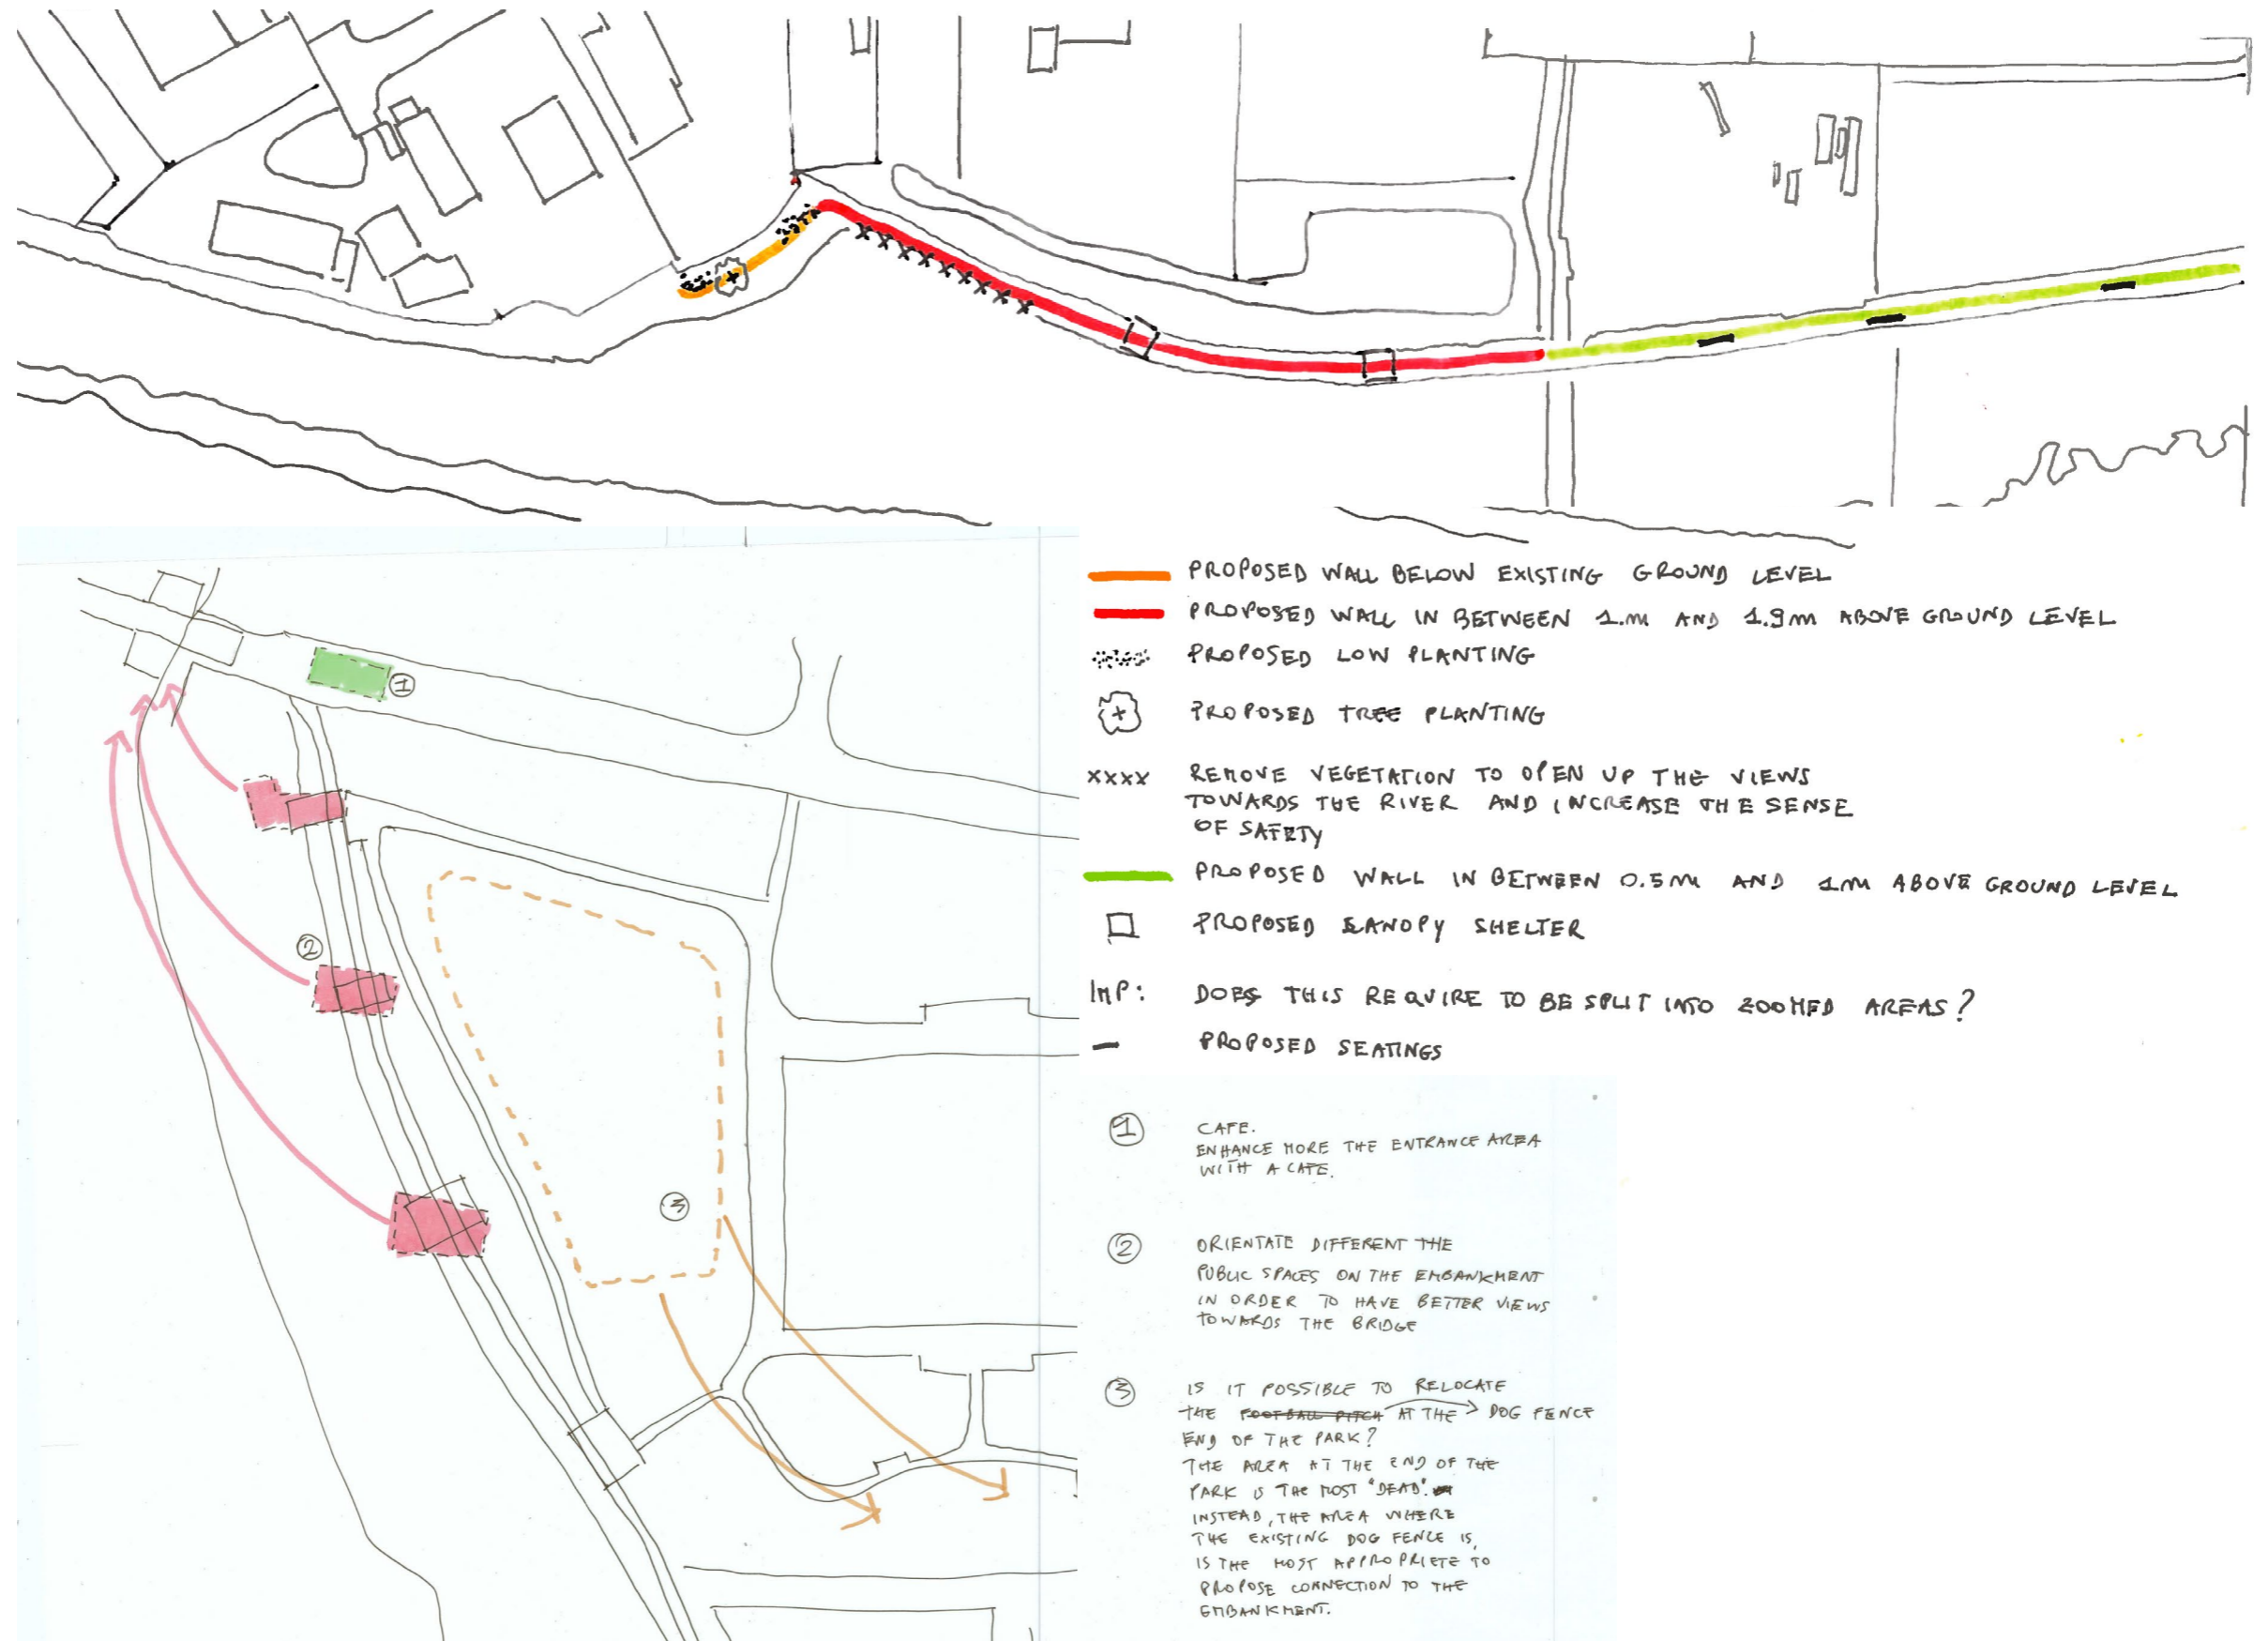 PROPOSED WALL BELOW EXISTING GROUND LEVEL
PROPOSED WALL IN BETWEEN 1.m AND 1.9m ABOVE GROUND LEVEL
PROPOSED LOW PLANTING
PROPOSED TREE PLANTING
xxxx REMOVE VEGETATION TO OPEN UP THE VIEWS
TOWARDS THE RIVER AND INCREASE THE SENSE
OF SAFETY
PROPOSED WALL IN BETWEEN 0.5m AND 1m ABOVE GROUND LEVEL
PROPOSED CANOPY SHELTER
IMP: DOES THIS REQUIRE TO BE SPLIT INTO ZOOMED AREAS?
PROPOSED SEATINGS
1
2
3
1 CAFE.
ENHANCE MORE THE ENTRANCE AREA
WITH A CAFE.
2 ORIENTATE DIFFERENT THE
PUBLIC SPACES ON THE EMBANKMENT
IN ORDER TO HAVE BETTER VIEWS
TOWARDS THE BRIDGE
3 IS IT POSSIBLE TO RELOCATE
THE FOOTBALL PITCH AT THE DOG FENCE
END OF THE PARK?
THE AREA AT THE END OF THE
PARK IS THE MOST "DEAD".
INSTEAD, THE AREA WHERE
THE EXISTING DOG FENCE IS,
IS THE MOST APPROPRIETE TO
PROPOSE CONNECTION TO THE
EMBANKMENT.